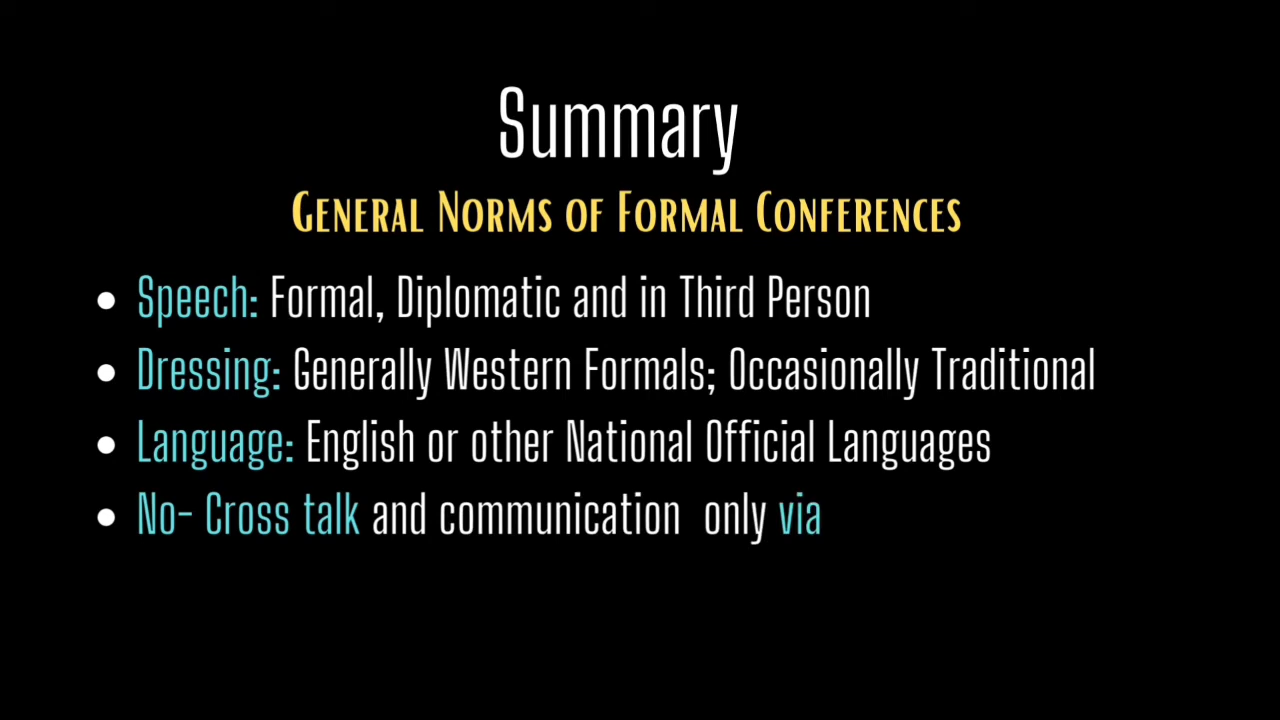 Summary
General Norms of Formal Conferences
• Speech: Formal, Diplomatic and in Third Person
• Dressing: Generally Western Formals; Occasionally Traditional
• Language: English or other National Official Languages
• No- Cross talk and communication only via